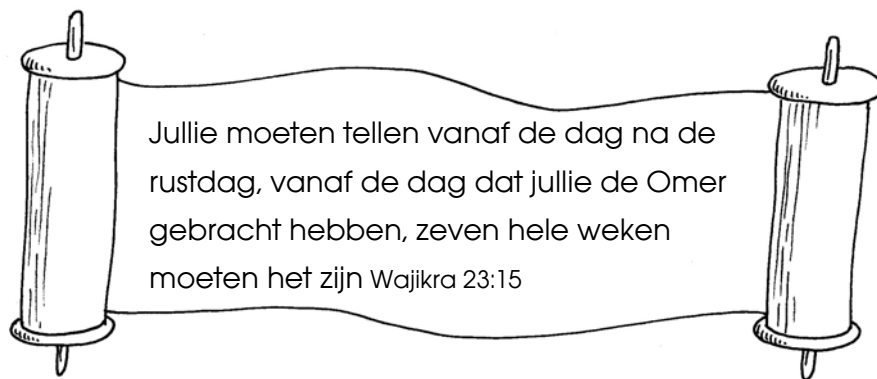 Jullie moeten tellen vanaf de dag na de
rustdag, vanaf de dag dat jullie de Omer
gebracht hebben, zeven hele weken
moeten het zijn Wajikra 23:15